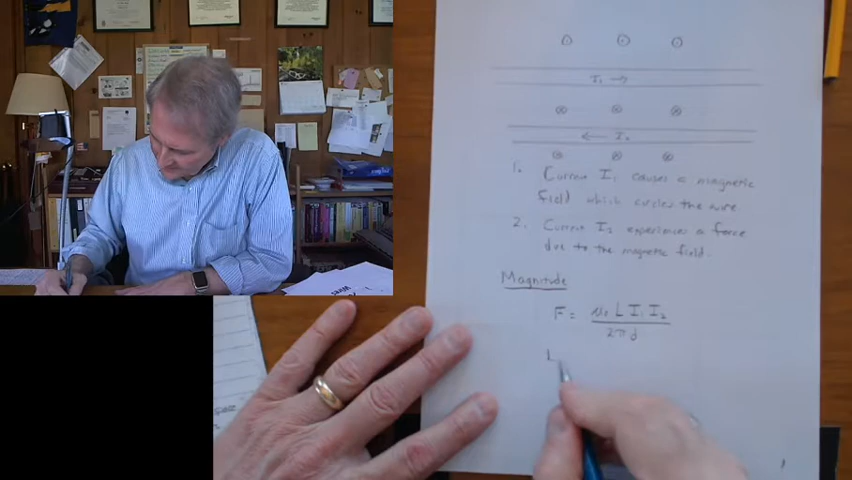 I₁ →
← I₂
1. Current I₁ causes a magnetic
field which circles the wire.
2. Current I₂ experiences a force
due to the magnetic field.
Magnitude
F = μ₀ L I₁ I₂
2π d
L
1